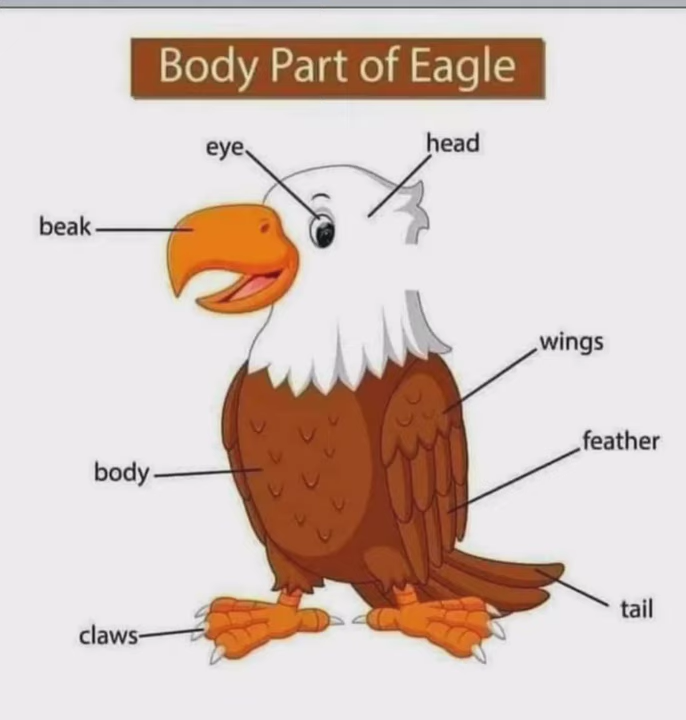 Body Part of Eagle
eye
head
beak
wings
feather
body
tail
claws